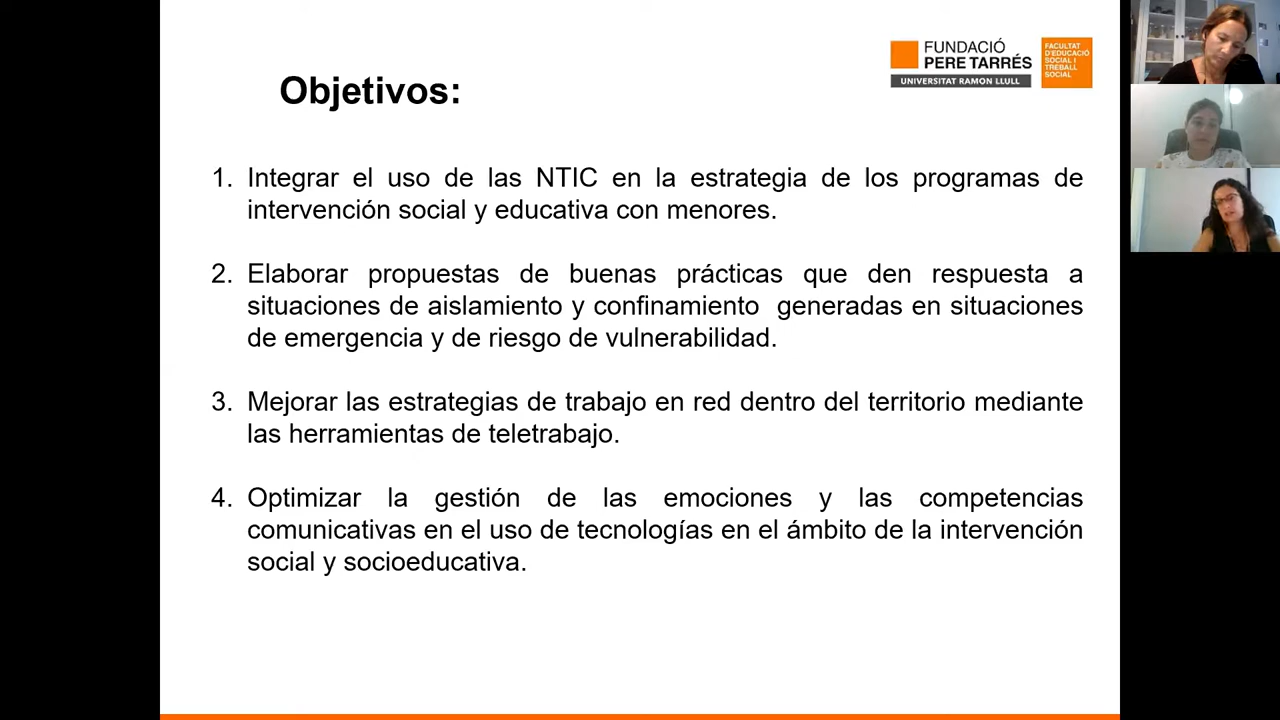 FUNDACIÓ
PERE TARRÉS
UNIVERSITAT RAMON LLULL
FACULTAT
D'EDUCACIÓ
SOCIAL I
TREBALL
SOCIAL
Objetivos:
1. Integrar el uso de las NTIC en la estrategia de los programas de
intervención social y educativa con menores.
2. Elaborar propuestas de buenas prácticas que den respuesta a
situaciones de aislamiento y confinamiento generadas en situaciones
de emergencia y de riesgo de vulnerabilidad.
3. Mejorar las estrategias de trabajo en red dentro del territorio mediante
las herramientas de teletrabajo.
4. Optimizar la gestión de las emociones y las competencias
comunicativas en el uso de tecnologías en el ámbito de la intervención
social y socioeducativa.